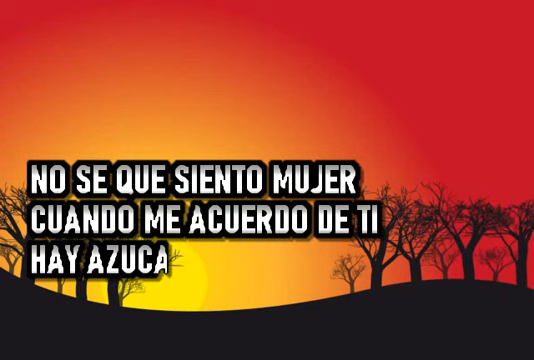 NO SE QUE SIENTO MUJER
CUANDO ME ACUERDO DE TI
HAY AZUCA